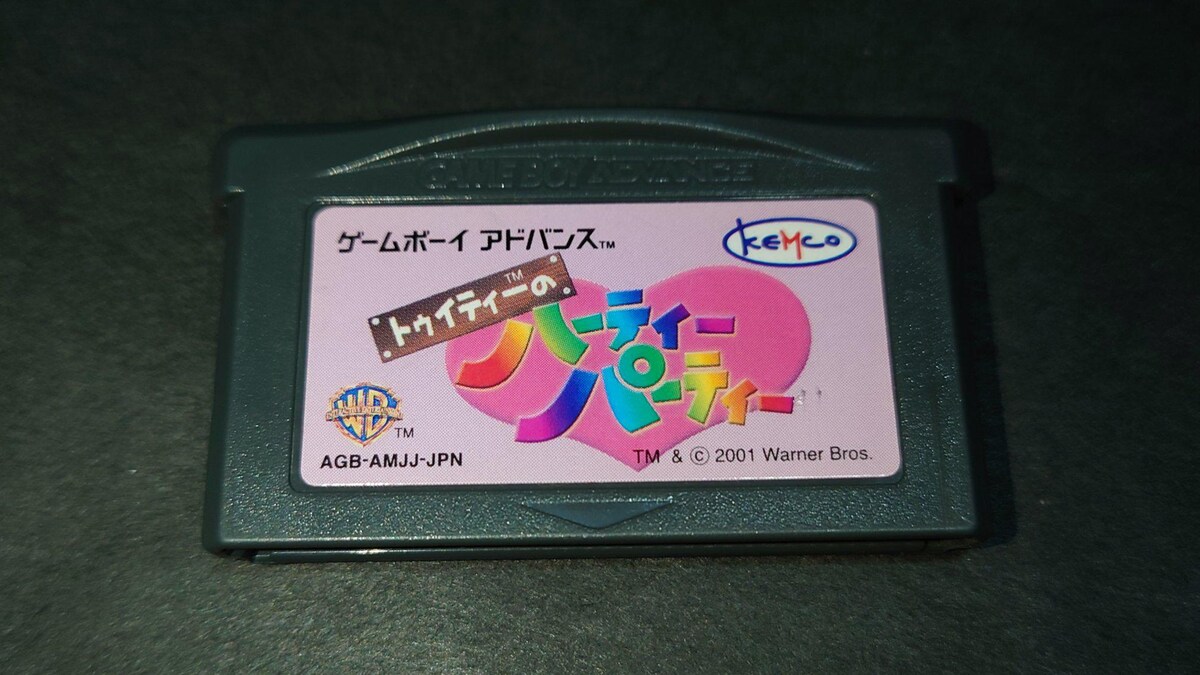 GAME BOY ADVANCE
ゲームボーイ アドバンス™
KEMCO
トゥイティー™の
ハーティー
パーティー
WB ™
AGB-AMJJ-JPN
TM & © 2001 Warner Bros.